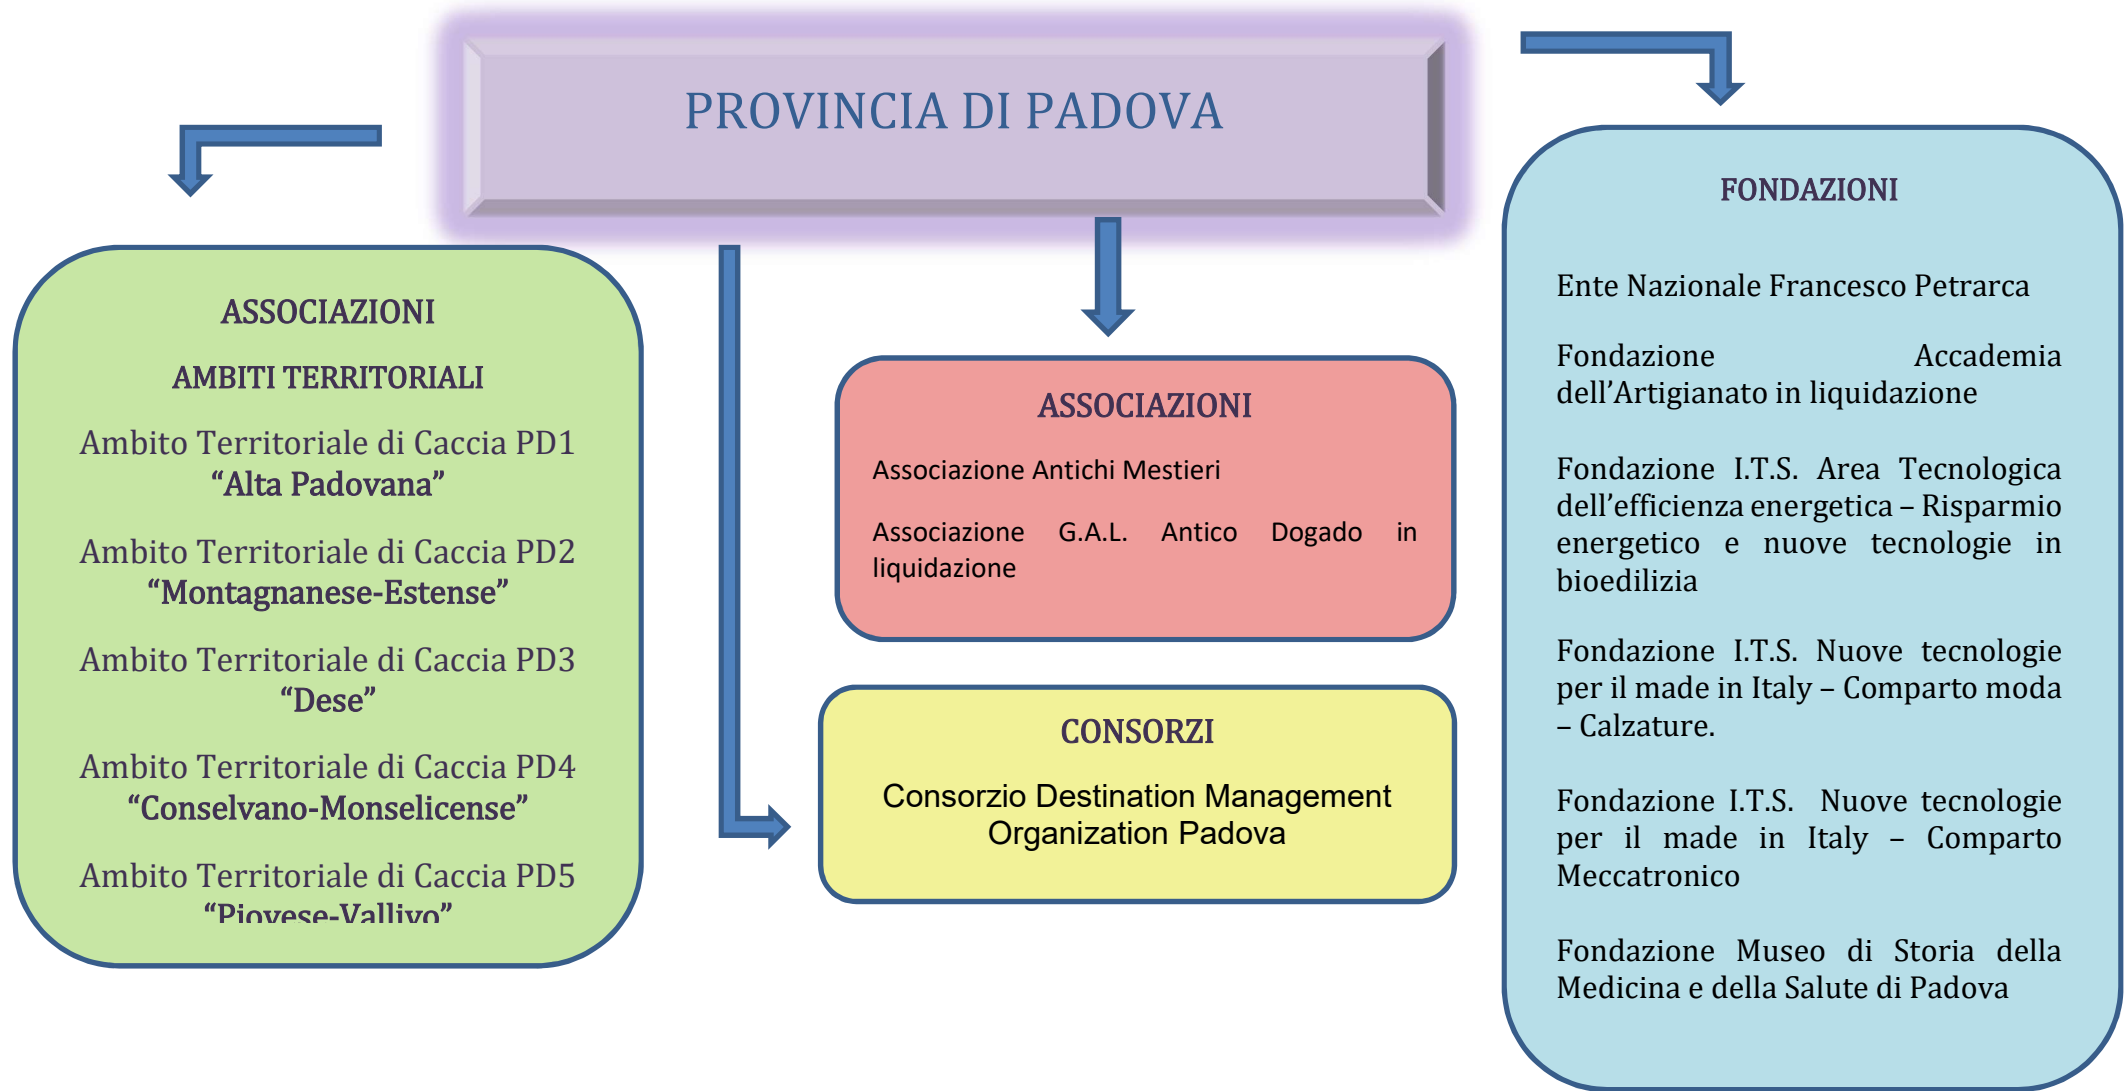 PROVINCIA DI PADOVA
ASSOCIAZIONI
AMBITI TERRITORIALI
Ambito Territoriale di Caccia PD1
“Alta Padovana”
Ambito Territoriale di Caccia PD2
“Montagnanese-Estense”
Ambito Territoriale di Caccia PD3
“Dese”
Ambito Territoriale di Caccia PD4
“Conselvano-Monselicense”
Ambito Territoriale di Caccia PD5
“Piovese-Vallivo”
ASSOCIAZIONI
Associazione Antichi Mestieri
Associazione G.A.L. Antico Dogado in
liquidazione
CONSORZI
Consorzio Destination Management
Organization Padova
FONDAZIONI
Ente Nazionale Francesco Petrarca
Fondazione Accademia
dell’Artigianato in liquidazione
Fondazione I.T.S. Area Tecnologica
dell’efficienza energetica – Risparmio
energetico e nuove tecnologie in
bioedilizia
Fondazione I.T.S. Nuove tecnologie
per il made in Italy – Comparto moda
– Calzature.
Fondazione I.T.S. Nuove tecnologie
per il made in Italy – Comparto
Meccatronico
Fondazione Museo di Storia della
Medicina e della Salute di Padova